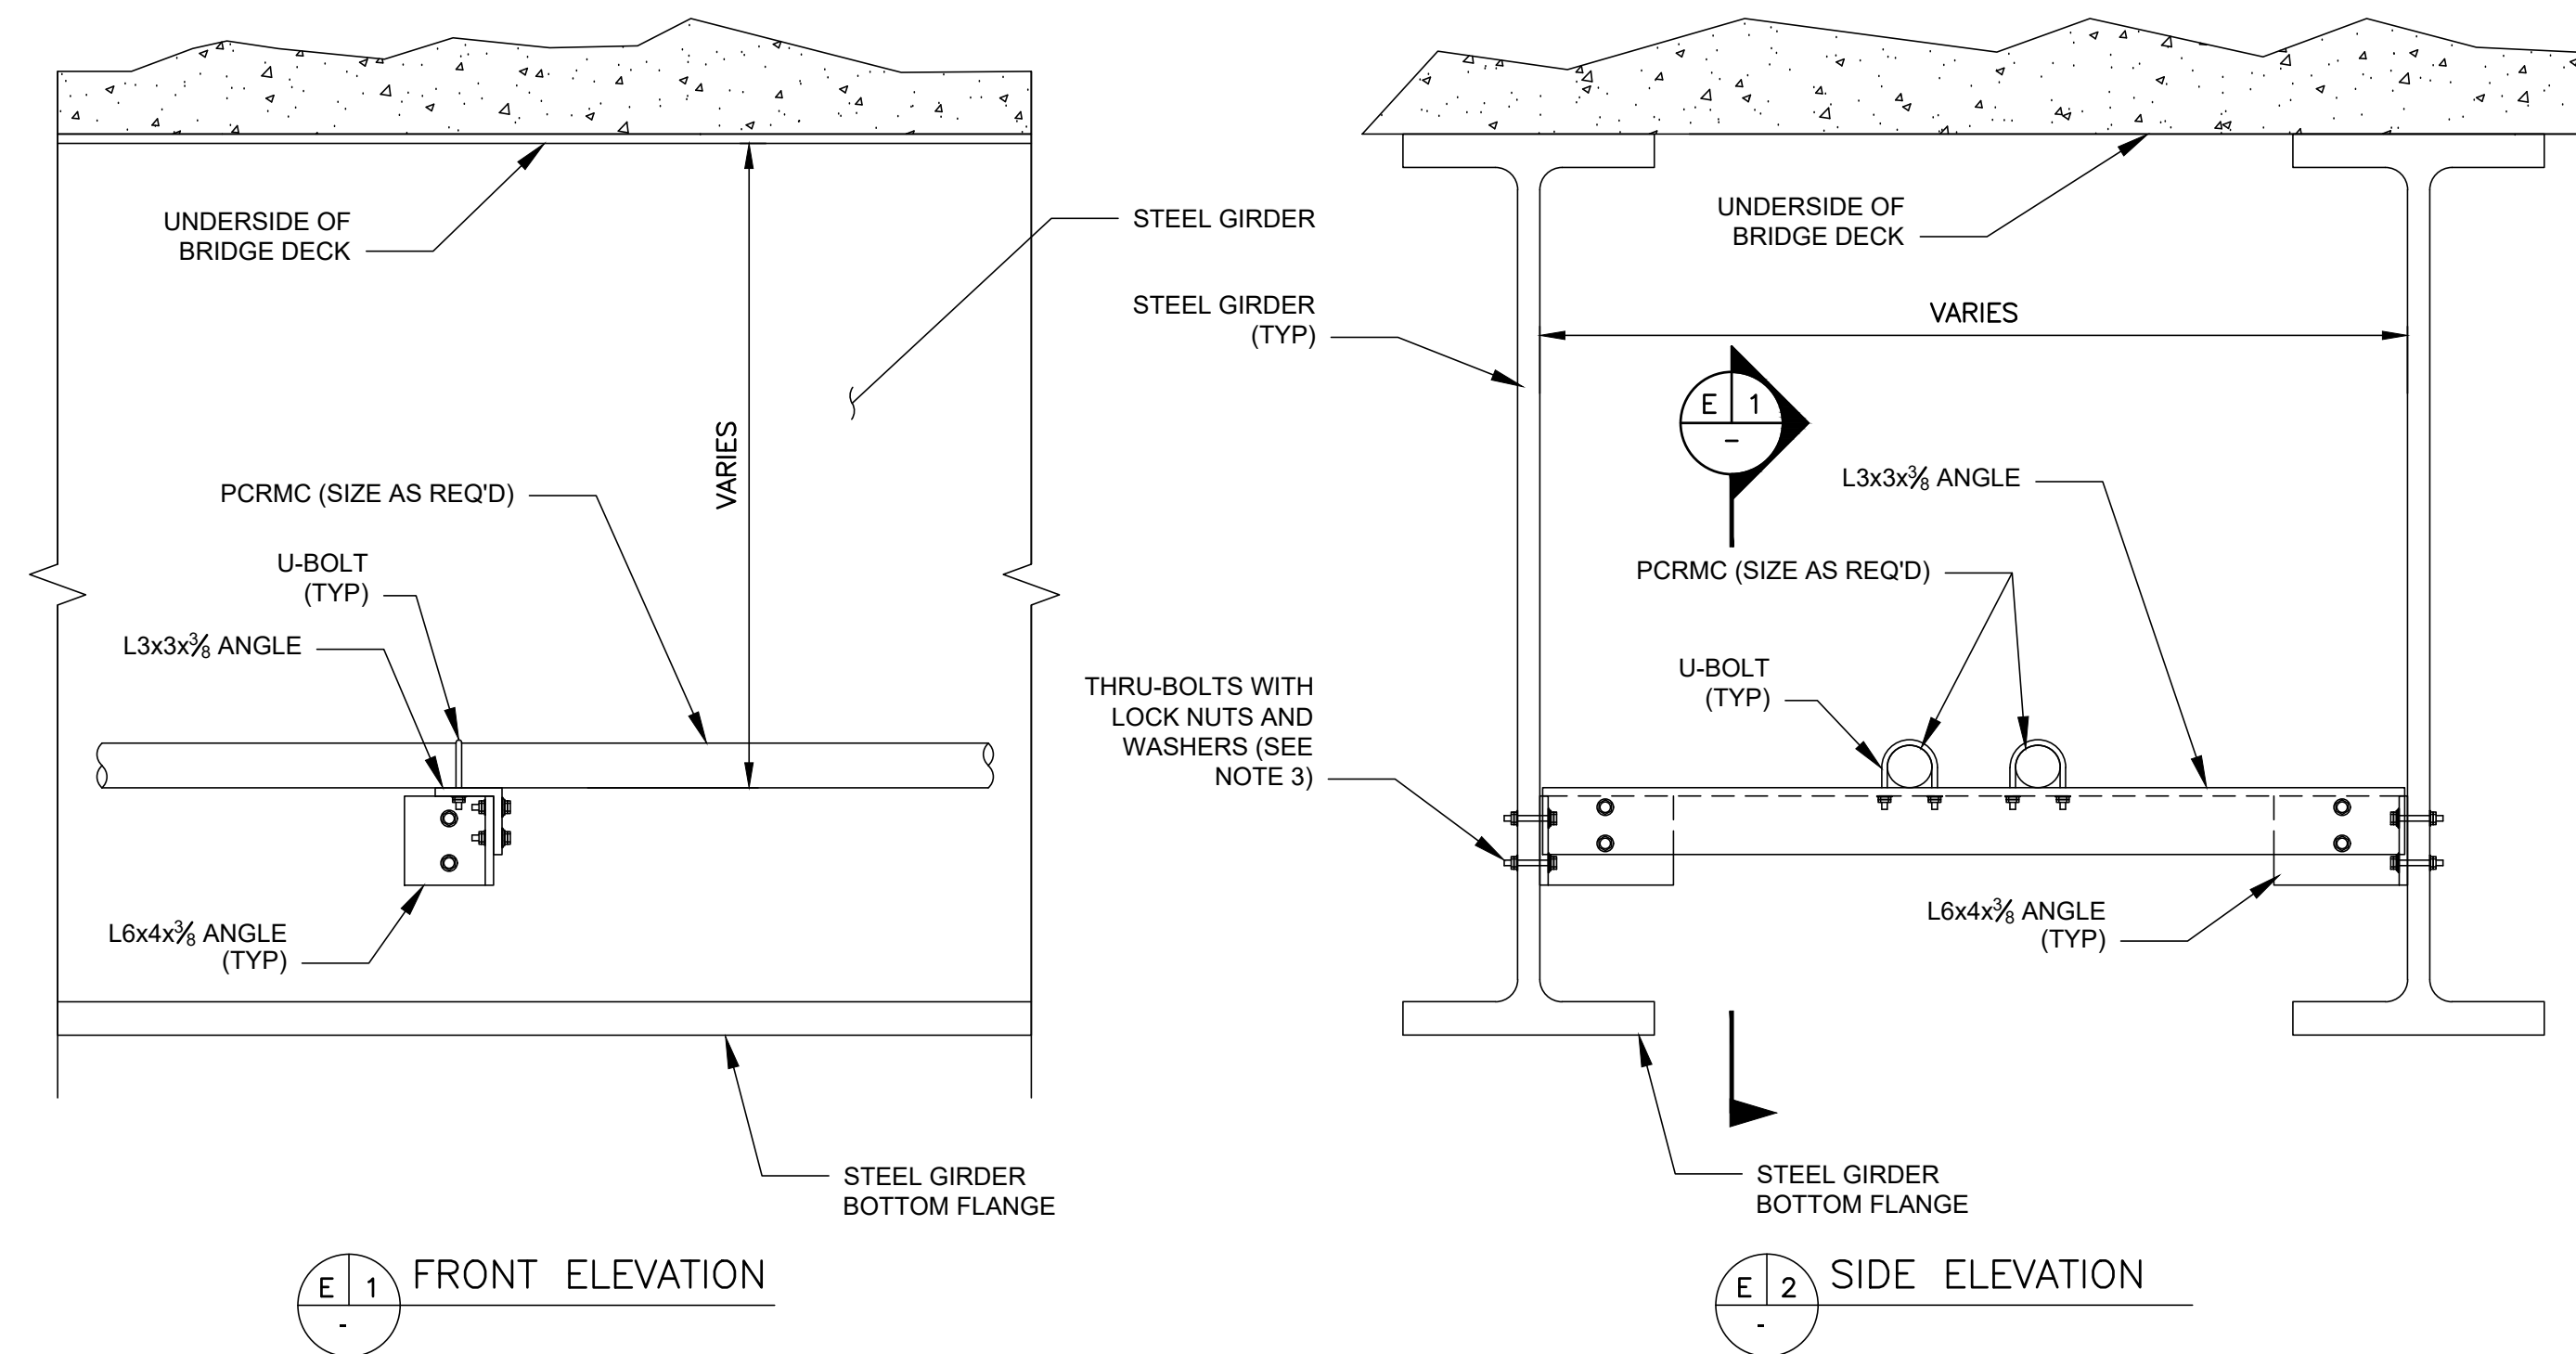 UNDERSIDE OF
BRIDGE DECK
STEEL GIRDER
VARIES
PCRMC (SIZE AS REQ'D)
U-BOLT
(TYP)
L3x3x⅜ ANGLE
L6x4x⅜ ANGLE
(TYP)
STEEL GIRDER
BOTTOM FLANGE
E 1
-
FRONT ELEVATION
UNDERSIDE OF
BRIDGE DECK
STEEL GIRDER
(TYP)
VARIES
E 1
-
L3x3x⅜ ANGLE
PCRMC (SIZE AS REQ'D)
U-BOLT
(TYP)
THRU-BOLTS WITH
LOCK NUTS AND
WASHERS (SEE
NOTE 3)
L6x4x⅜ ANGLE
(TYP)
STEEL GIRDER
BOTTOM FLANGE
E 2
-
SIDE ELEVATION